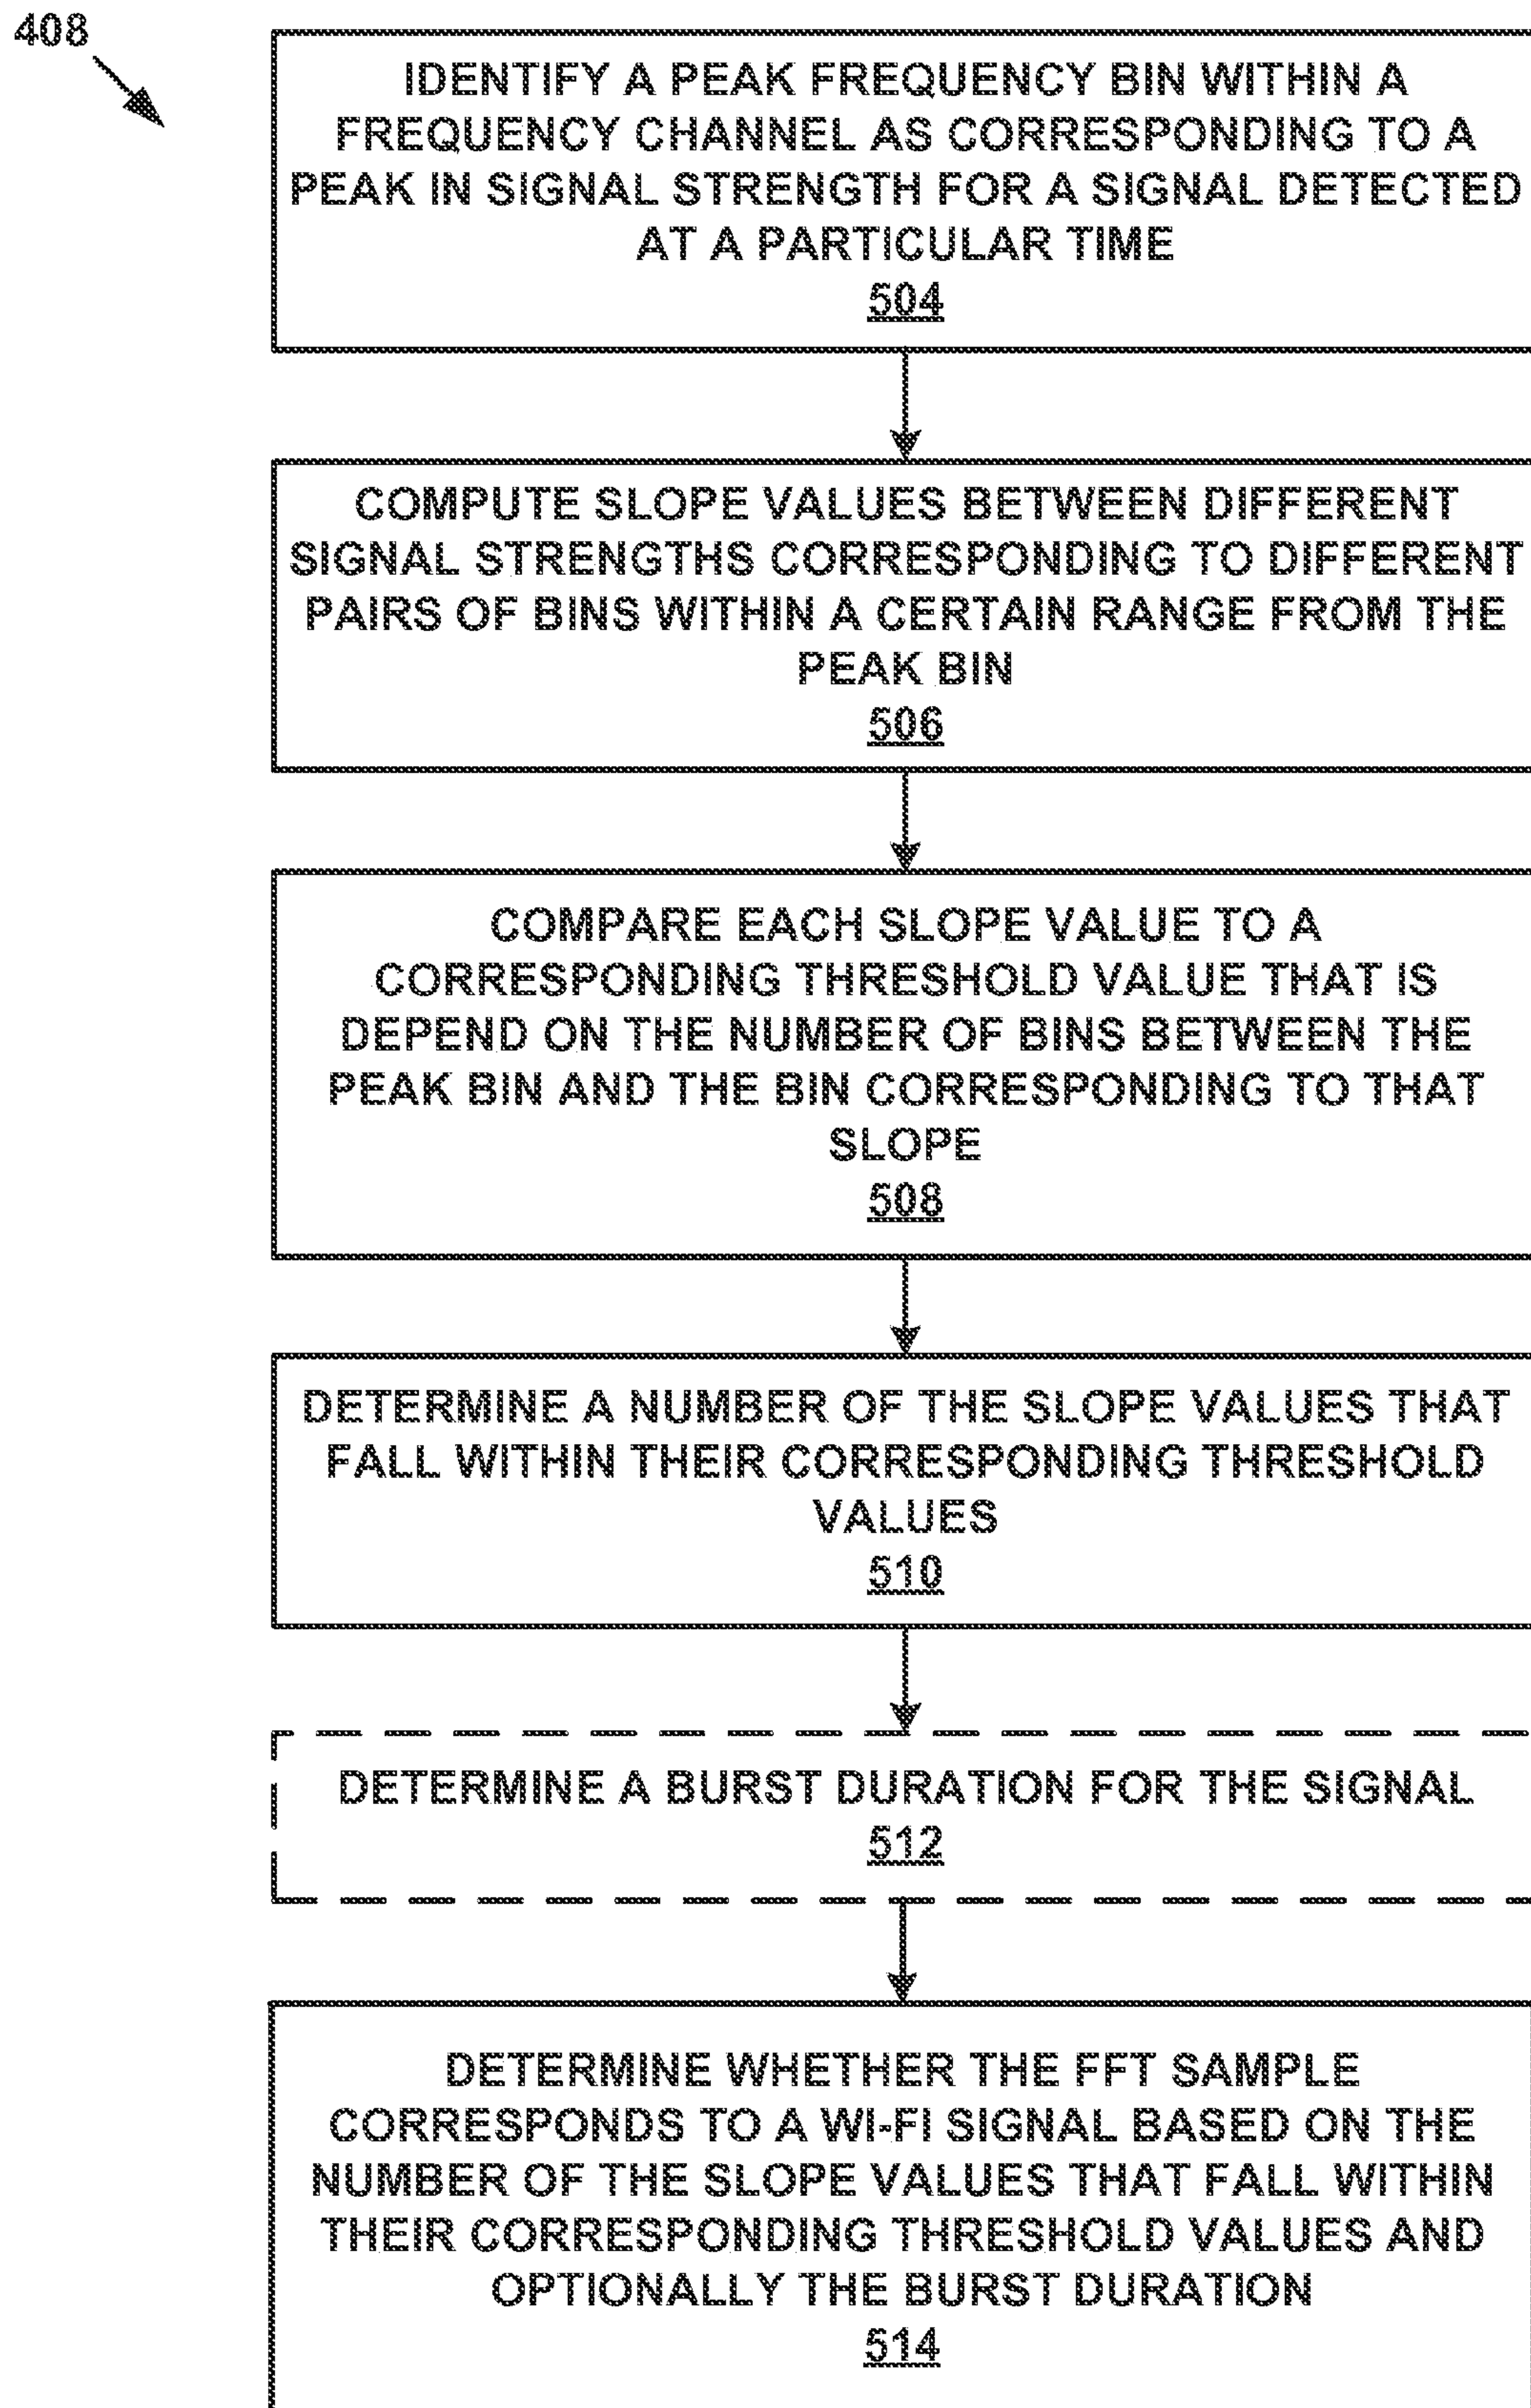 408
IDENTIFY A PEAK FREQUENCY BIN WITHIN A
FREQUENCY CHANNEL AS CORRESPONDING TO A
PEAK IN SIGNAL STRENGTH FOR A SIGNAL DETECTED
AT A PARTICULAR TIME
504
COMPUTE SLOPE VALUES BETWEEN DIFFERENT
SIGNAL STRENGTHS CORRESPONDING TO DIFFERENT
PAIRS OF BINS WITHIN A CERTAIN RANGE FROM THE
PEAK BIN
506
COMPARE EACH SLOPE VALUE TO A
CORRESPONDING THRESHOLD VALUE THAT IS
DEPEND ON THE NUMBER OF BINS BETWEEN THE
PEAK BIN AND THE BIN CORRESPONDING TO THAT
SLOPE
508
DETERMINE A NUMBER OF THE SLOPE VALUES THAT
FALL WITHIN THEIR CORRESPONDING THRESHOLD
VALUES
510
DETERMINE A BURST DURATION FOR THE SIGNAL
512
DETERMINE WHETHER THE FFT SAMPLE
CORRESPONDS TO A WI-FI SIGNAL BASED ON THE
NUMBER OF THE SLOPE VALUES THAT FALL WITHIN
THEIR CORRESPONDING THRESHOLD VALUES AND
OPTIONALLY THE BURST DURATION
514